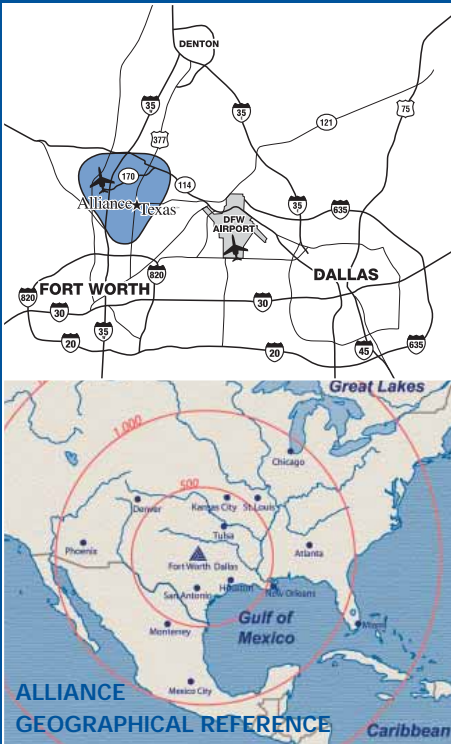 DENTON
35
W
35
E
75
377
121
170
114
Alliance★Texas
DFW
AIRPORT
35
E
635
820
FORT WORTH
820
DALLAS
30
30
35
W
20
20
45
635
Great Lakes
1,000
Chicago
500
Denver
Kansas City
St. Louis
Tulsa
Phoenix
Atlanta
Fort Worth Dallas
San Antonio
Houston
New Orleans
Gulf of
Mexico
Monterrey
Miami
Mexico City
ALLIANCE
GEOGRAPHICAL REFERENCE
Caribbean